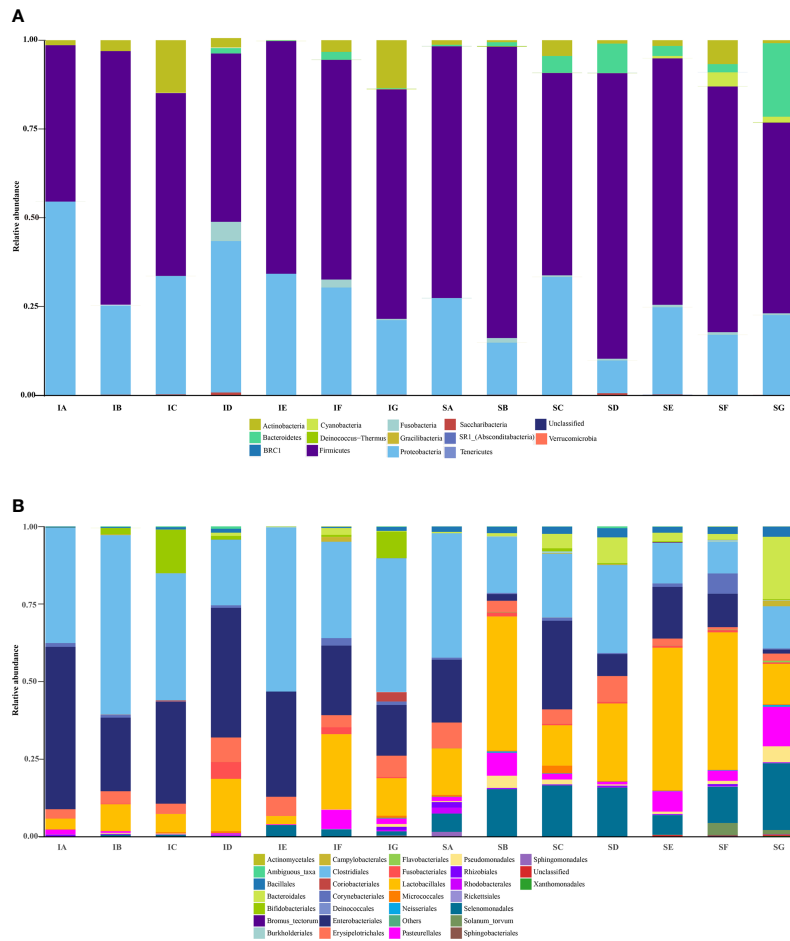 A
1.00
0.75
0.50
0.25
0.00
Relative abundance
IA IB IC ID IE IF IG SA SB SC SD SE SF SG
Actinobacteria Cyanobacteria Fusobacteria Saccharibacteria Unclassified
Bacteroidetes Deinococcus-Thermus Gracilibacteria SR1_(Absconditabacteria) Verracomicrobia
BRC1 Firmicutes Proteobacteria Tenericutes
B
1.00
0.75
0.50
0.25
0.00
Relative abundance
IA IB IC ID IE IF IG SA SB SC SD SE SF SG
Actinomycetales Campylobacterales Flavobacteriales Pseudomonadales Sphingomonadales
Ambiguous_taxa Clostridiales Fusobacteriales Rhizobiales Unclassified
Bacillales Coriobacteriales Lactobacillales Rhodobacterales Xanthomonadales
Bacteroidales Corynebacteriales Micrococcales Rickettsiales
Bifidobacteriales Deinococcales Neisseriales Selenomonadales
Bromus_tectorum Enterobacteriales Others Solanum_torvum
Burkholderiales Erysipelotrichales Pasteurellales Sphingobacteriales